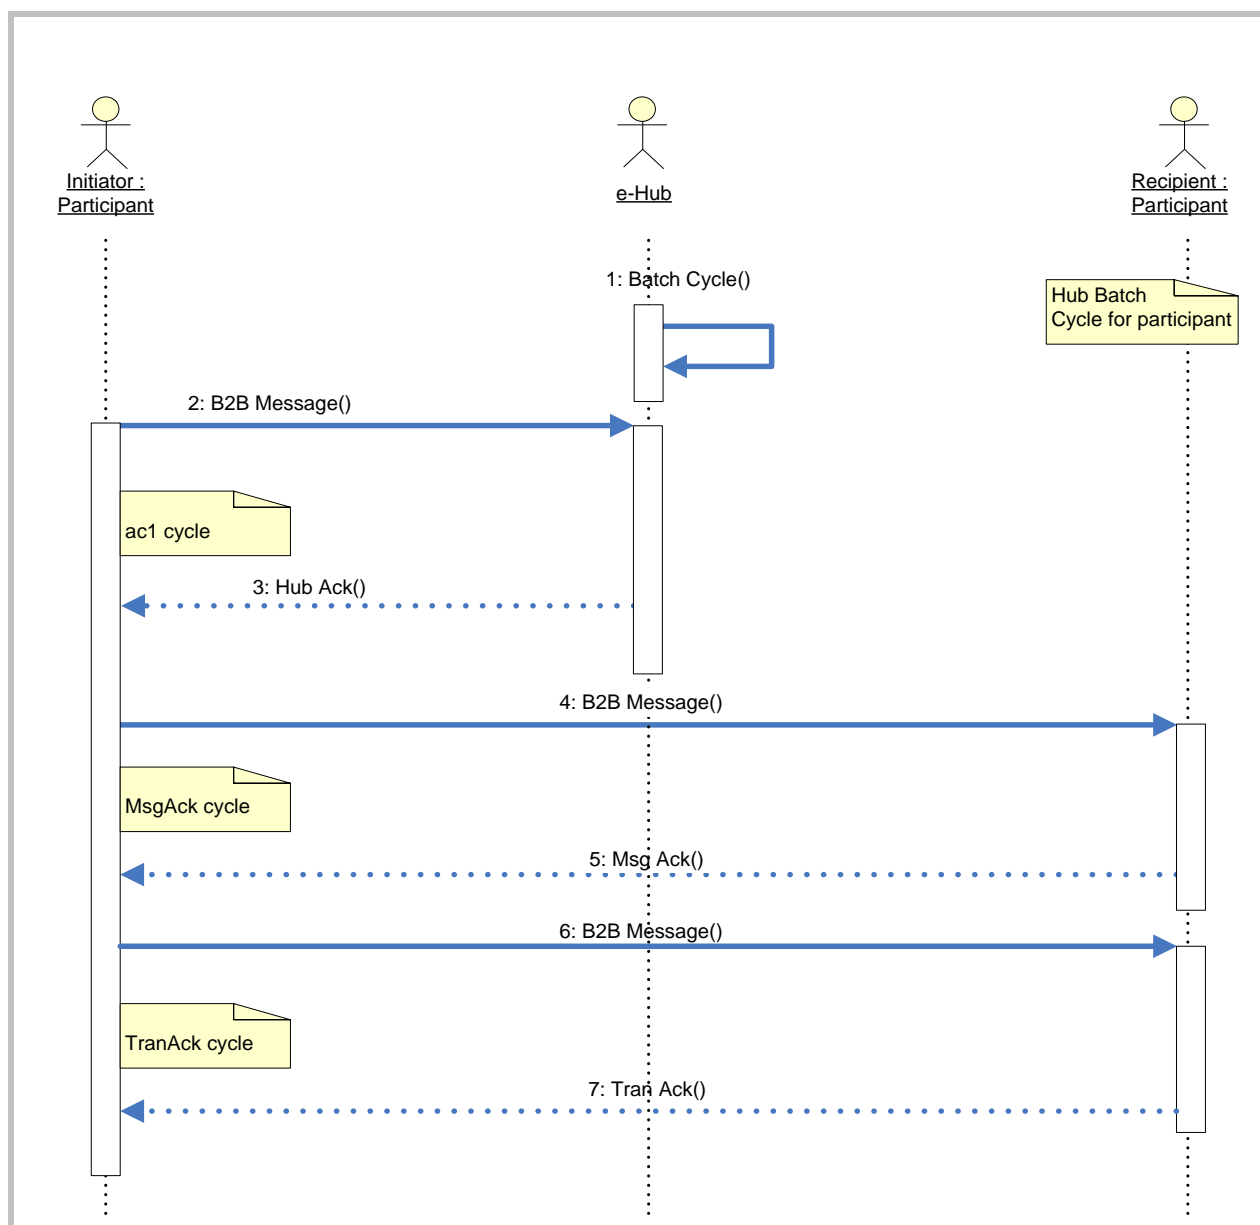 Initiator :
Participant
e-Hub
Recipient :
Participant
1: Batch Cycle()
Hub Batch
Cycle for participant
2: B2B Message()
ac1 cycle
3: Hub Ack()
4: B2B Message()
MsgAck cycle
5: Msg Ack()
6: B2B Message()
TranAck cycle
7: Tran Ack()